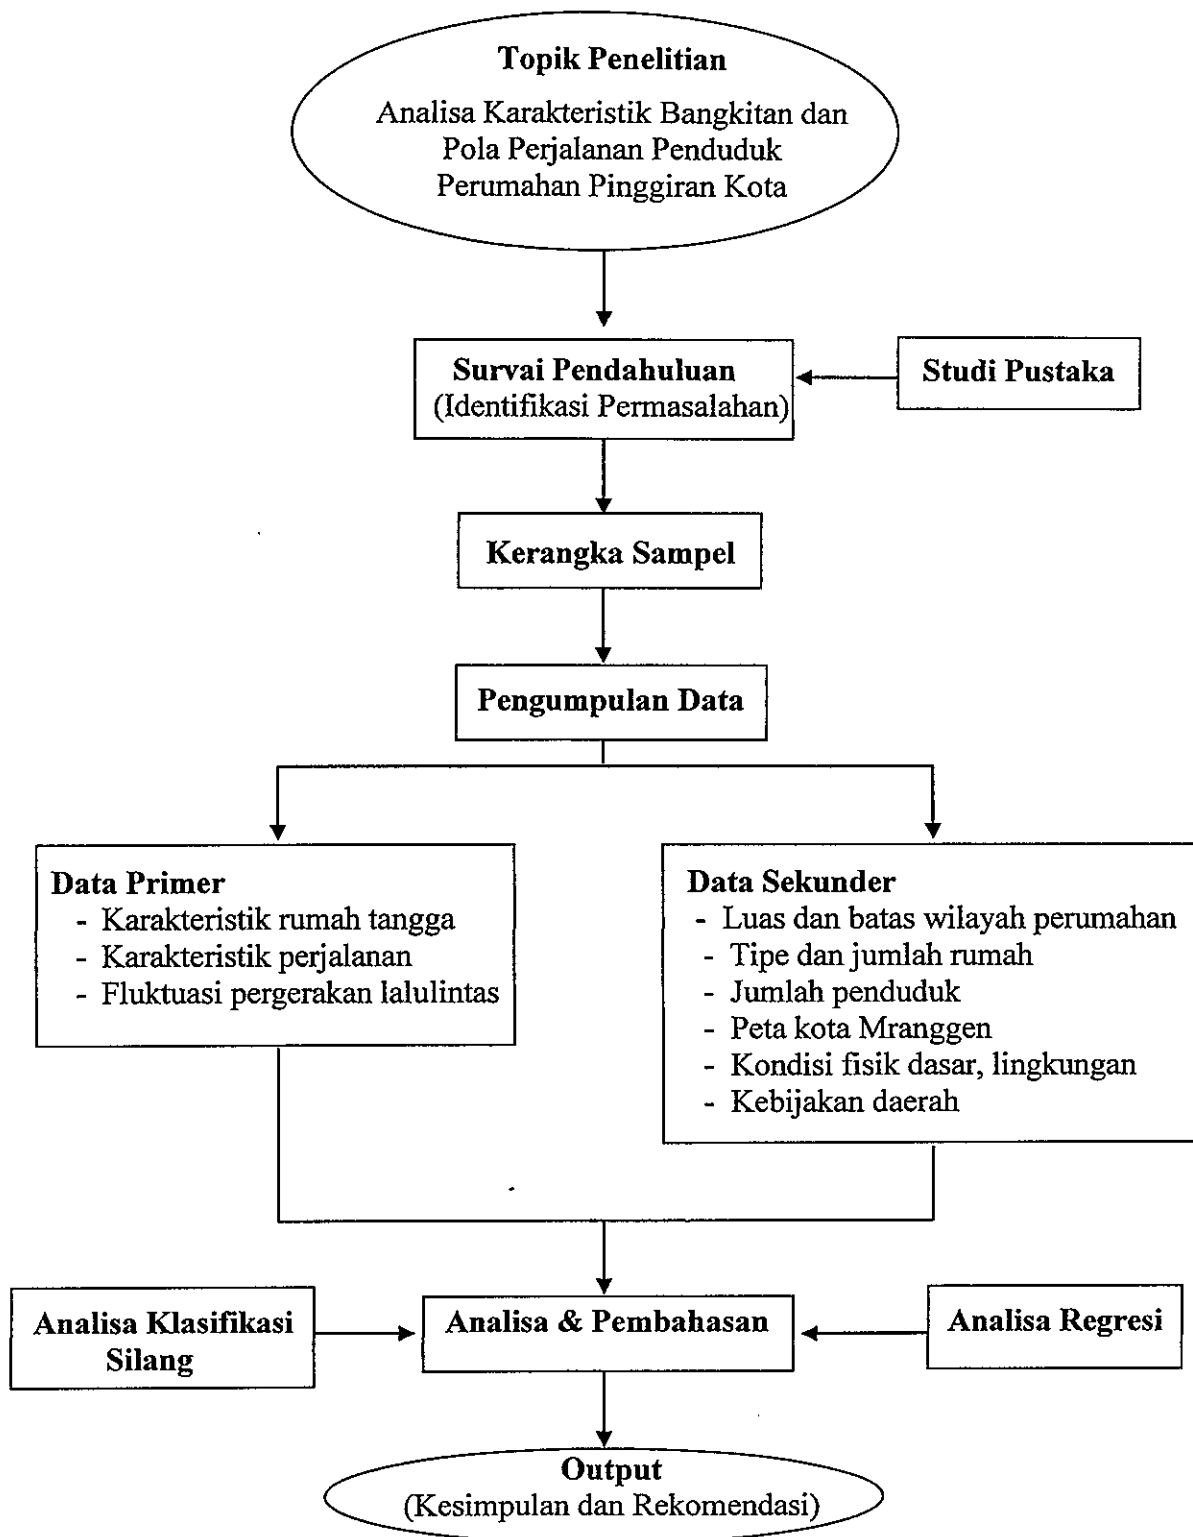 Topik Penelitian
Analisa Karakteristik Bangkitan dan
Pola Perjalanan Penduduk
Perumahan Pinggiran Kota
Survai Pendahuluan
(Identifikasi Permasalahan)
Studi Pustaka
Kerangka Sampel
Pengumpulan Data
Data Primer
- Karakteristik rumah tangga
- Karakteristik perjalanan
- Fluktuasi pergerakan lalulintas
Data Sekunder
- Luas dan batas wilayah perumahan
- Tipe dan jumlah rumah
- Jumlah penduduk
- Peta kota Mranggen
- Kondisi fisik dasar, lingkungan
- Kebijakan daerah
Analisa Klasifikasi
Silang
Analisa & Pembahasan
Analisa Regresi
Output
(Kesimpulan dan Rekomendasi)